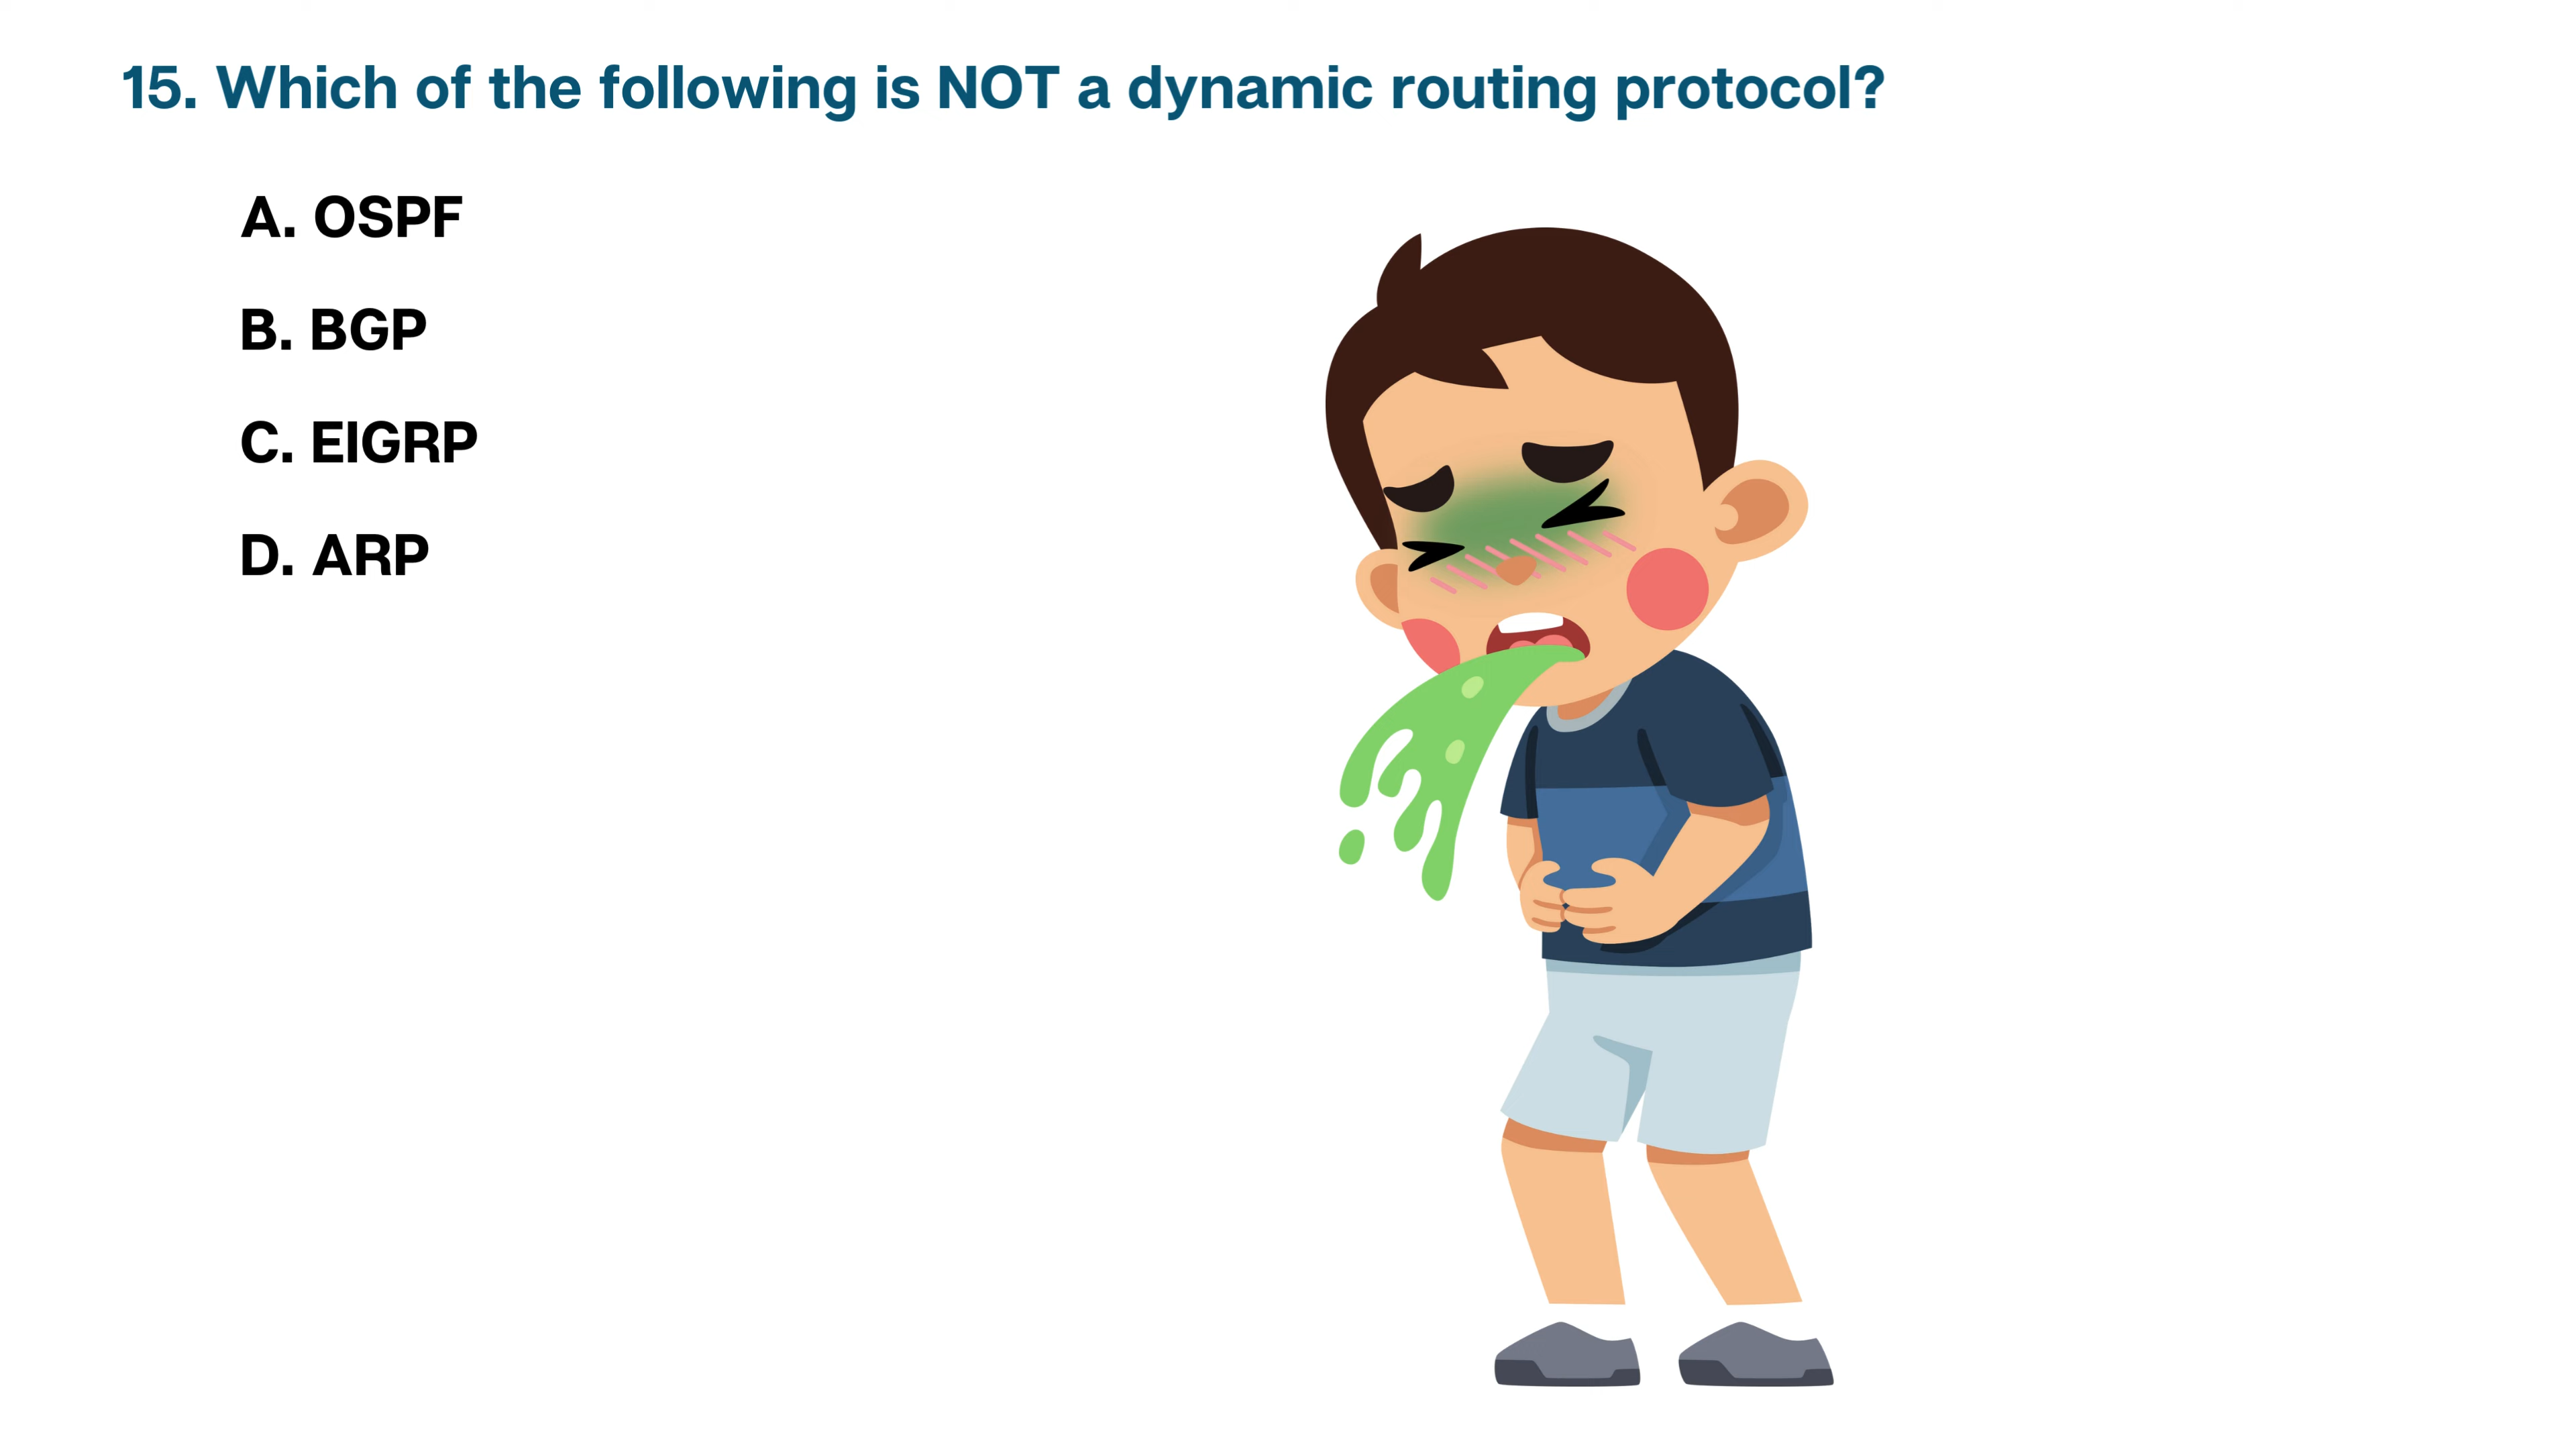 15. Which of the following is NOT a dynamic routing protocol?
A. OSPF
B. BGP
C. EIGRP
D. ARP